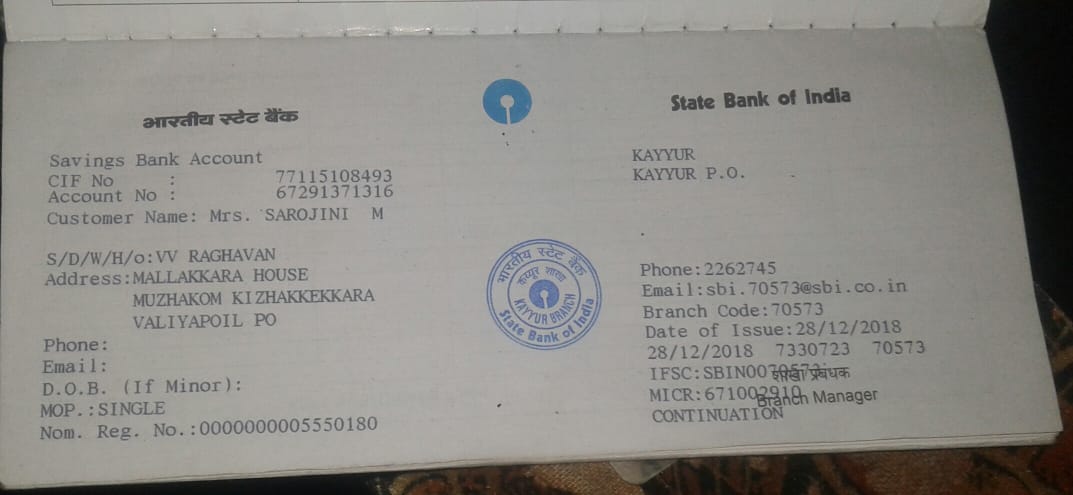 भारतीय स्टेट बैंक
Savings Bank Account
CIF No : 77115108493
Account No : 67291371316
Customer Name: Mrs. SAROJINI M
S/D/W/H/o:VV RAGHAVAN
Address:MALLAKKARA HOUSE
MUZHAKOM KIZHAKKEKKARA
VALIYAPOIL PO
Phone:
Email:
D.O.B. (If Minor):
MOP.:SINGLE
Nom. Reg. No.:0000000005550180
भारतीय स्टेट बैंक
कय्यूर शाखा
KAYYUR BRANCH
State Bank of India
State Bank of India
KAYYUR
KAYYUR P.O.
Phone:2262745
Email:sbi.70573@sbi.co.in
Branch Code:70573
Date of Issue:28/12/2018
28/12/2018 7330723 70573
IFSC:SBIN0070573
शाखा प्रबंधक
MICR:671002910
Branch Manager
CONTINUATION